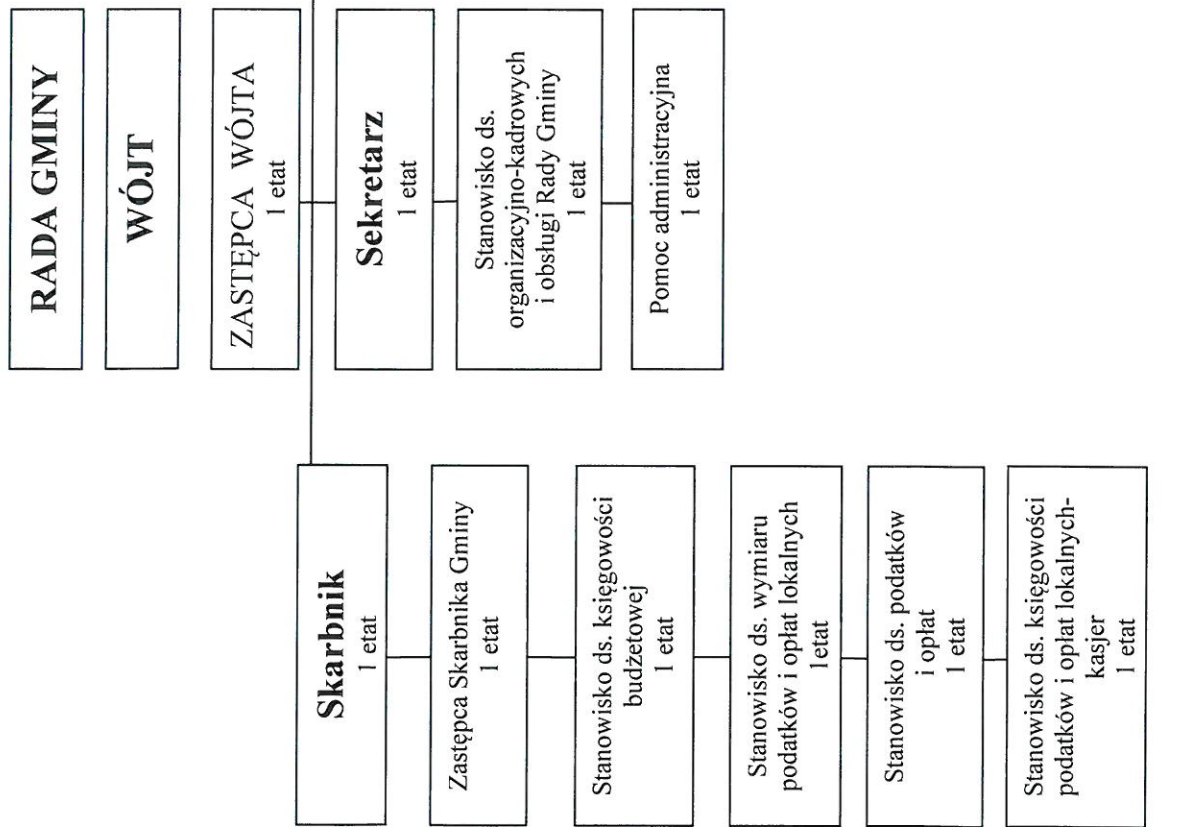 RADA GMINY
WÓJT
ZASTĘPCA WÓJTA
1 etat
Sekretarz
1 etat
Stanowisko ds.
organizacyjno-kadrowych
i obsługi Rady Gminy
1 etat
Pomoc administracyjna
1 etat
Skarbnik
1 etat
Zastępca Skarbnika Gminy
1 etat
Stanowisko ds. księgowości
budżetowej
1 etat
Stanowisko ds. wymiaru
podatków i opłat lokalnych
1etat
Stanowisko ds. podatków
i opłat
1 etat
Stanowisko ds. księgowości
podatków i opłat lokalnych-
kasjer
1 etat